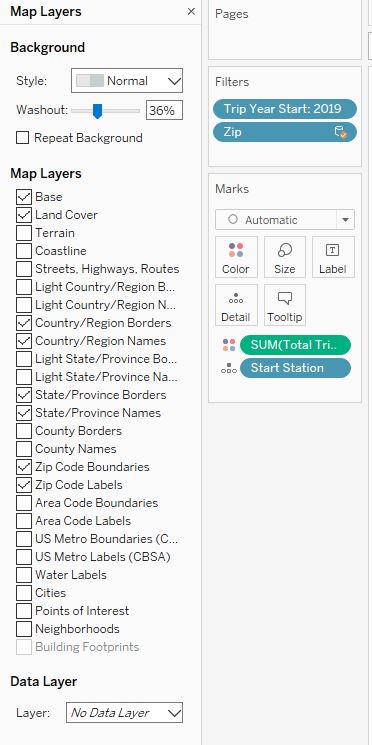 Map Layers
Background
Style: Normal
Washout: 36%
Repeat Background
Map Layers
Base
Land Cover
Terrain
Coastline
Streets, Highways, Routes
Light Country/Region B...
Light Country/Region N...
Country/Region Borders
Country/Region Names
Light State/Province Bo...
Light State/Province Na...
State/Province Borders
State/Province Names
County Borders
County Names
Zip Code Boundaries
Zip Code Labels
Area Code Boundaries
Area Code Labels
US Metro Boundaries (C...
US Metro Labels (CBSA)
Water Labels
Cities
Points of Interest
Neighborhoods
Building Footprints
Data Layer
Layer: No Data Layer
Pages
Filters
Trip Year Start: 2019
Zip
Marks
Automatic
Color Size Label
T
Detail Tooltip
SUM(Total Tri..
Start Station